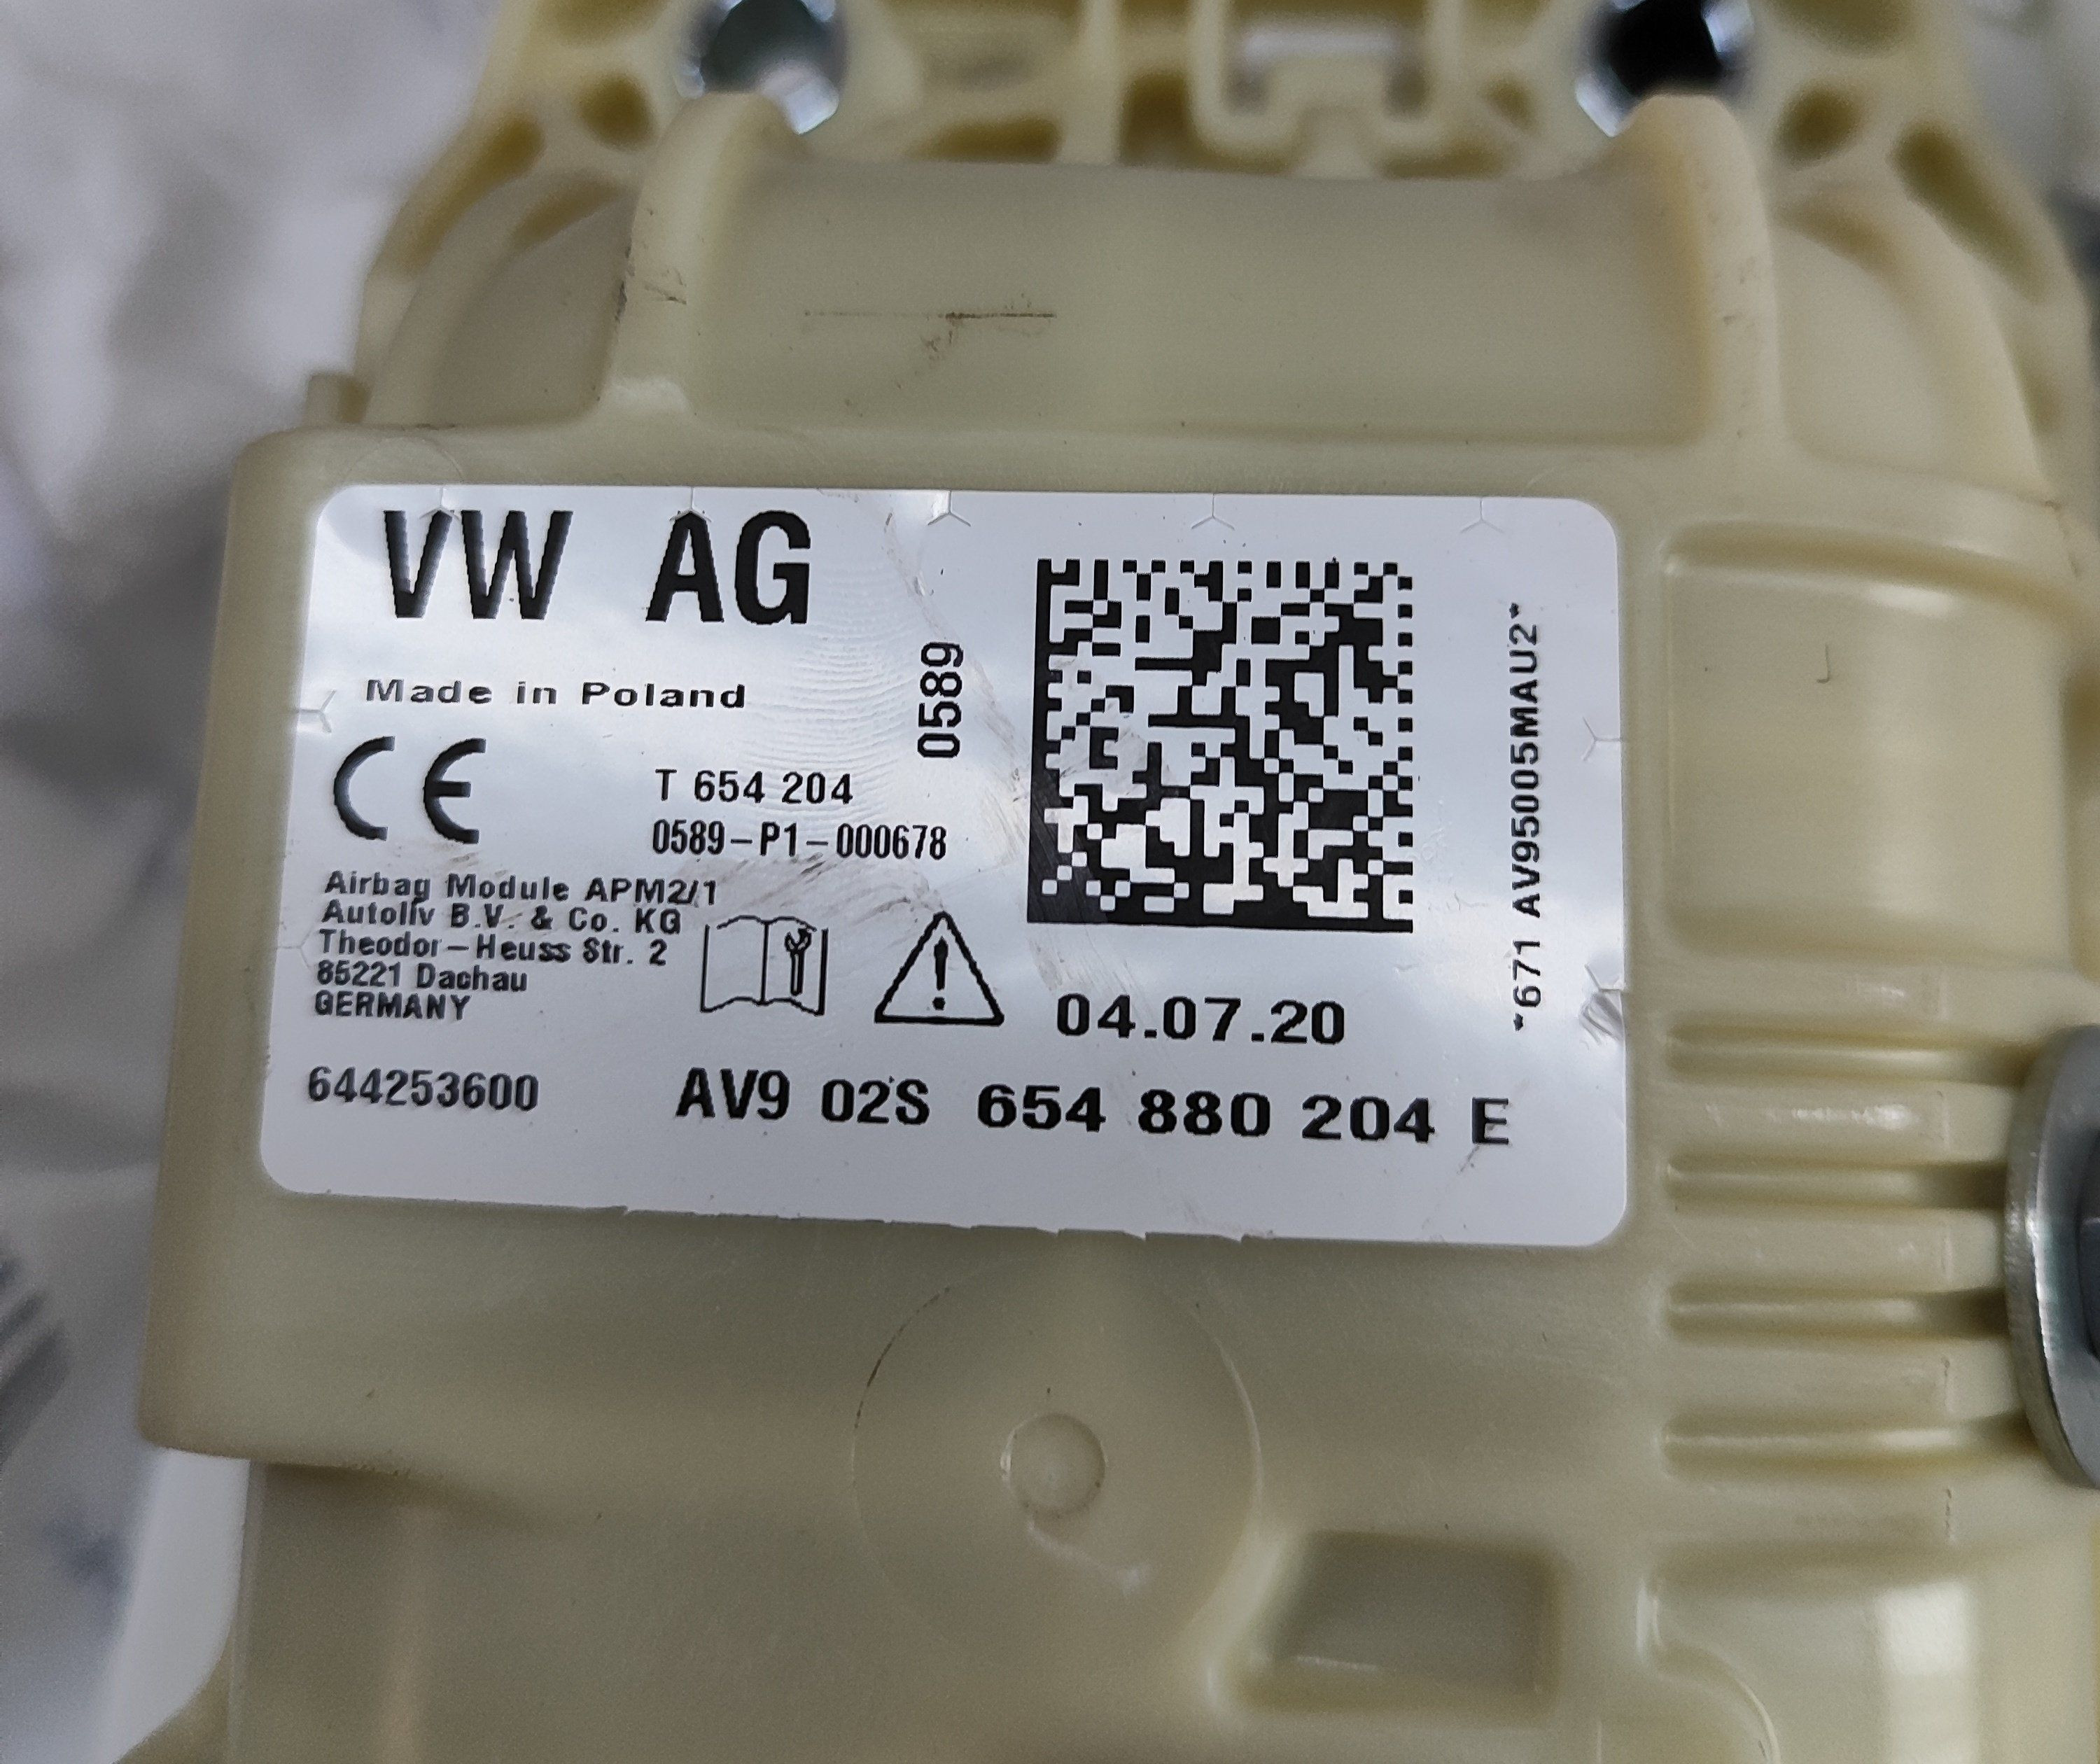 VW AG
Made in Poland
CE
T 654 204
0589-P1-000678
0589
Airbag Module APM2/1
Autoliv B.V. & Co. KG
Theodor-Heuss Str. 2
85221 Dachau
GERMANY
04.07.20
644253600
AV9 02S 654 880 204 E
*671 AV95005MAU2*